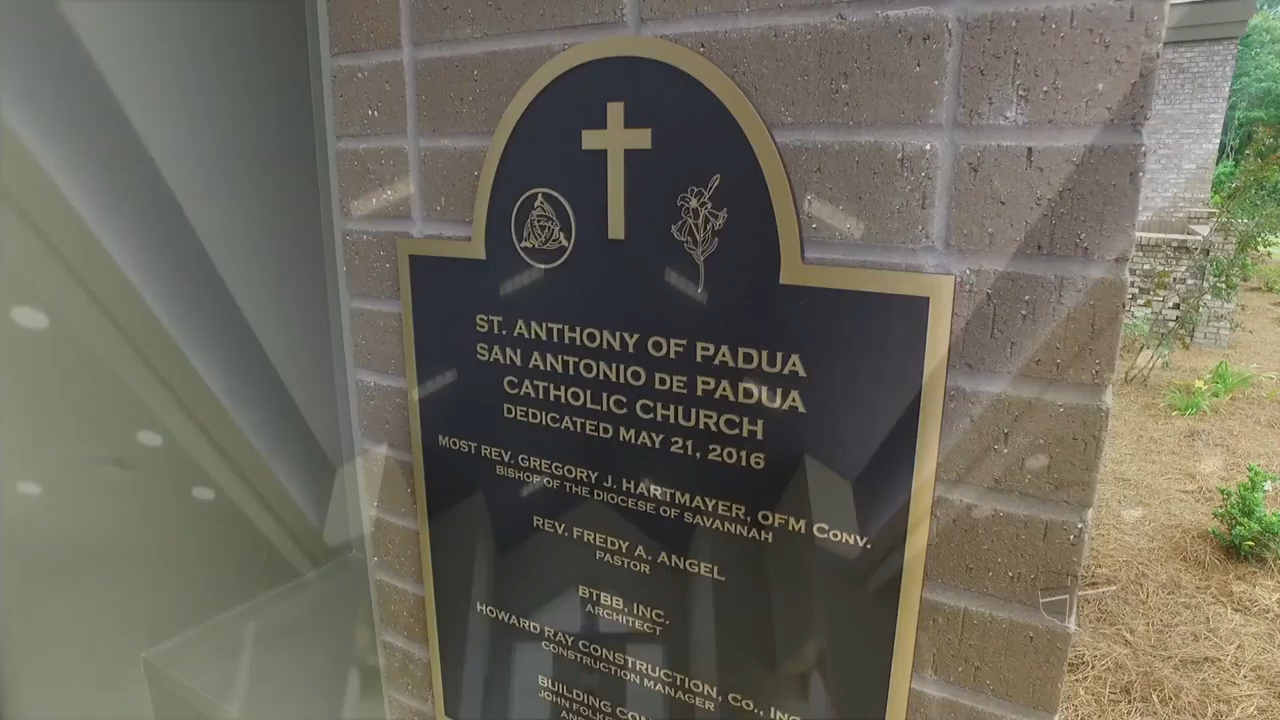 ST. ANTHONY OF PADUA
SAN ANTONIO DE PADUA
CATHOLIC CHURCH
DEDICATED MAY 21, 2016
MOST REV. GREGORY J. HARTMAYER, OFM CONV.
BISHOP OF THE DIOCESE OF SAVANNAH
REV. FREDY A. ANGEL
PASTOR
BTBB, INC.
ARCHITECT
HOWARD RAY CONSTRUCTION, CO., INC
CONSTRUCTION MANAGER
BUILDING
JOHN